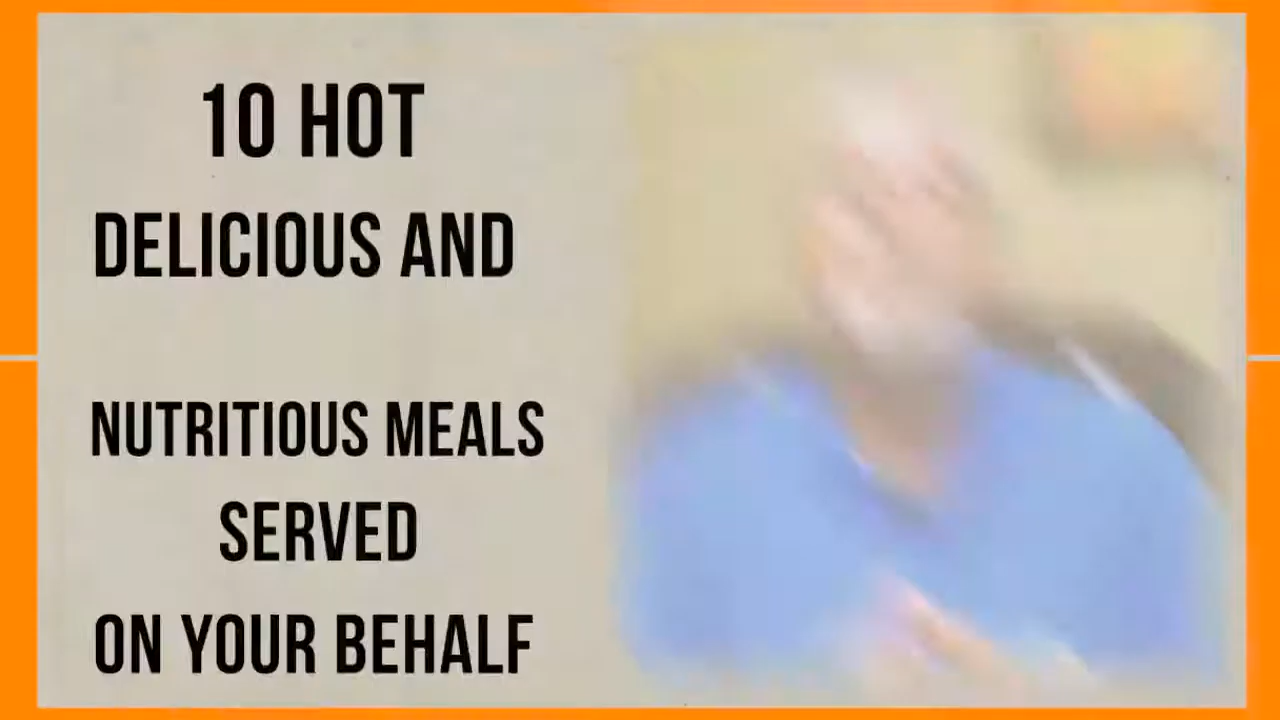 10 HOT
DELICIOUS AND
NUTRITIOUS MEALS
SERVED
ON YOUR BEHALF